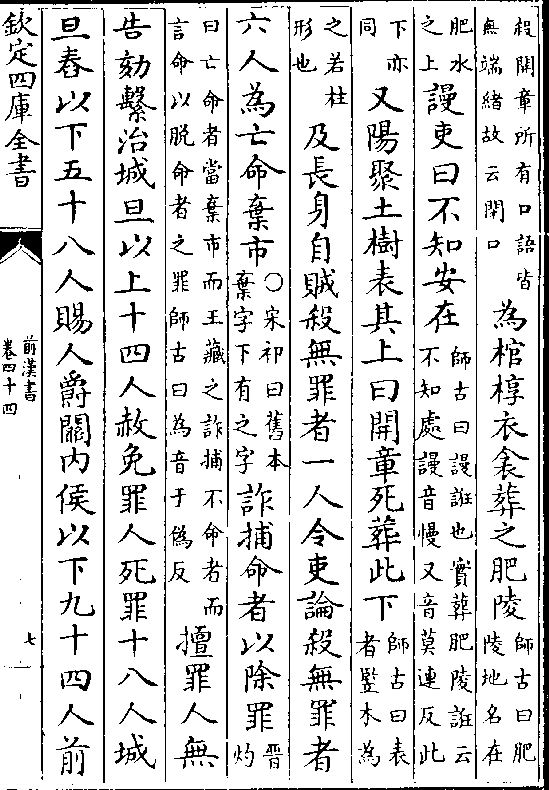 殺開章所有口語皆
無端緒故云閉口
為棺椁衣衾葬之肥陵
師古曰肥
陵地名在
肥水
之上
謾吏曰不知安在
師古曰謾誑也實葬肥陵誑云
不知處謾音慢又音莫連反此
下亦
同
又陽聚土樹表其上曰開章死葬此下
師古曰表
者豎木為
之若柱
形也
及長身自賊殺無罪者一人令吏論殺無罪者
六人為亡命棄市
〇宋祁曰舊本
棄字下有之字
詐捕命者以除罪
晋
灼
曰亡命者當棄市而王藏之詐捕不命者而
言命以脫命者之罪師古曰為音于偽反
擅罪人無
告劾繫治城旦以上十四人赦免罪人死罪十八人城
旦舂以下五十八人賜人爵關内侯以下九十四人前
欽定四庫全書
前漢書
卷四十四
七